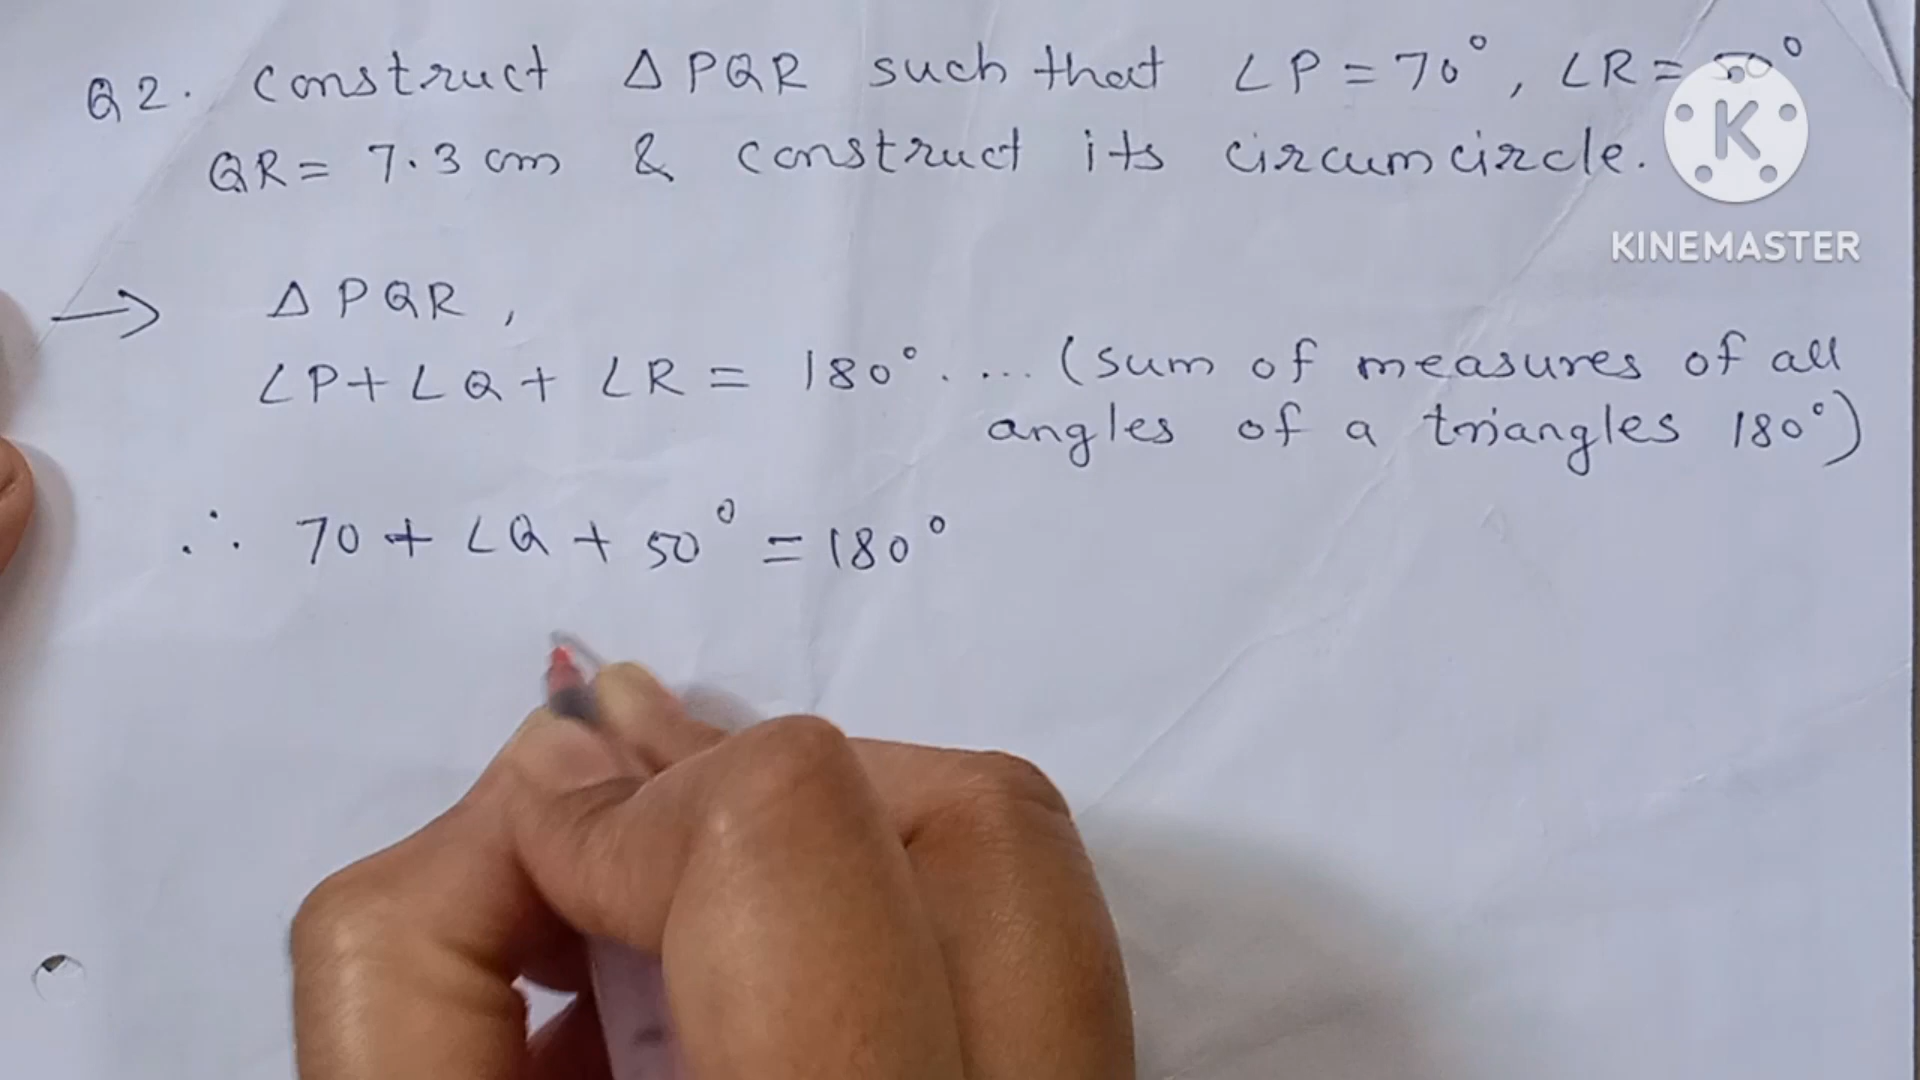 Q2. Construct Δ PQR such that ∠P = 70°, ∠R = 50°
QR = 7.3 cm & construct its circumcircle.
K
KINEMASTER
Δ PQR,
∠P + ∠Q + ∠R = 180°. ... (sum of measures of all
angles of a triangles 180°)
∴ 70 + ∠Q + 50° = 180°